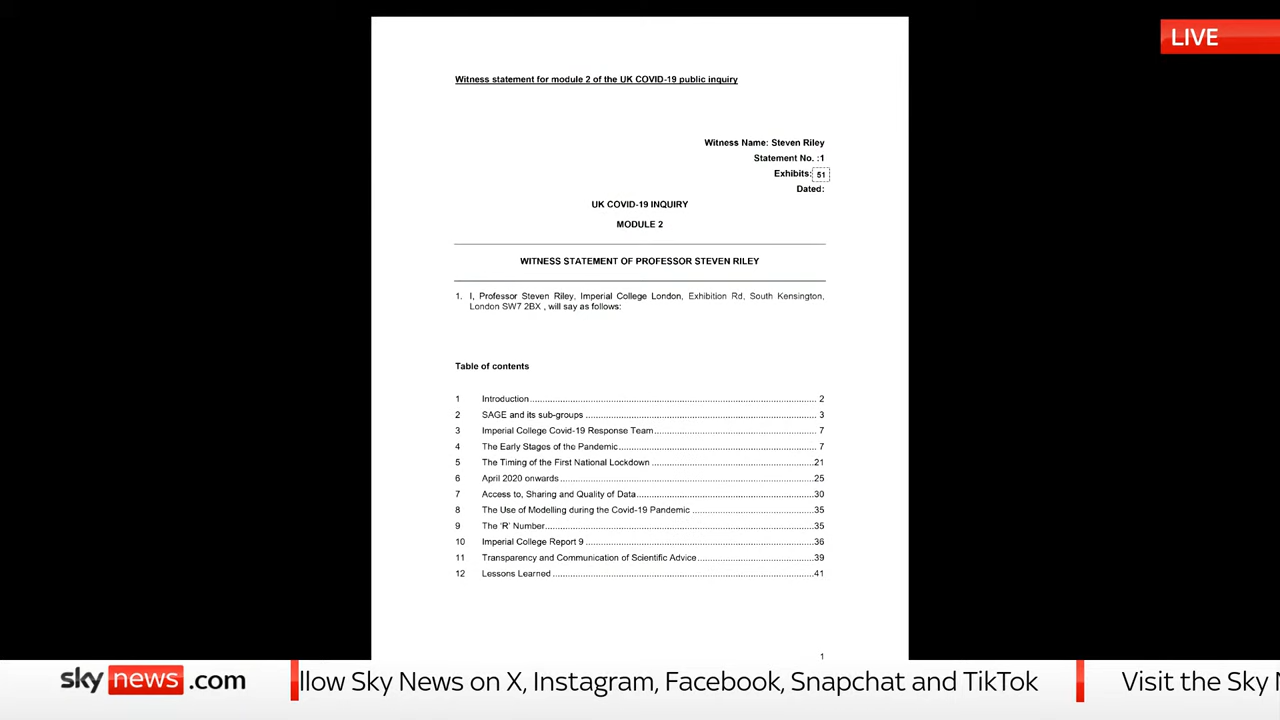 LIVE
Witness statement for module 2 of the UK COVID-19 public inquiry
Witness Name: Steven Riley
Statement No. :1
Exhibits: 51
Dated:
UK COVID-19 INQUIRY
MODULE 2
WITNESS STATEMENT OF PROFESSOR STEVEN RILEY
1. I, Professor Steven Riley, Imperial College London, Exhibition Rd, South Kensington,
London SW7 2BX , will say as follows:
Table of contents
1 Introduction 2
2 SAGE and its sub-groups 3
3 Imperial College Covid-19 Response Team 7
4 The Early Stages of the Pandemic 7
5 The Timing of the First National Lockdown 21
6 April 2020 onwards 25
7 Access to, Sharing and Quality of Data 30
8 The Use of Modelling during the Covid-19 Pandemic 35
9 The 'R' Number 35
10 Imperial College Report 9 36
11 Transparency and Communication of Scientific Advice 39
12 Lessons Learned 41
1
sky news .com
llow Sky News on X, Instagram, Facebook, Snapchat and TikTok
Visit the Sky N